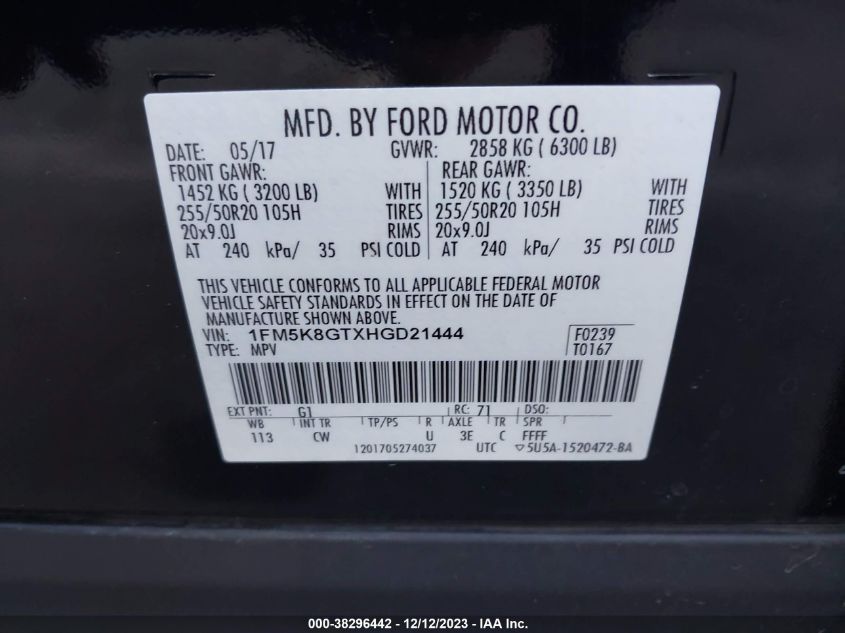 MFD. BY FORD MOTOR CO.
DATE: 05/17 GVWR: 2858 KG ( 6300 LB)
FRONT GAWR: REAR GAWR:
1452 KG ( 3200 LB) WITH 1520 KG ( 3350 LB) WITH
255/50R20 105H TIRES 255/50R20 105H TIRES
20x9.0J RIMS 20x9.0J RIMS
AT 240 kPa/ 35 PSI COLD AT 240 kPa/ 35 PSI COLD
THIS VEHICLE CONFORMS TO ALL APPLICABLE FEDERAL MOTOR
VEHICLE SAFETY STANDARDS IN EFFECT ON THE DATE OF
MANUFACTURE SHOWN ABOVE.
VIN: 1FM5K8GTXHGD21444 F0239
TYPE: MPV T0167
EXT PNT: G1 RC: 71 DSO:
WB INT TR TP/PS R AXLE TR SPR
113 CW U 3E C FFFF
1201705274037 UTC ▽5U5A-1520472-BA
000-38296442 - 12/12/2023 - IAA Inc.